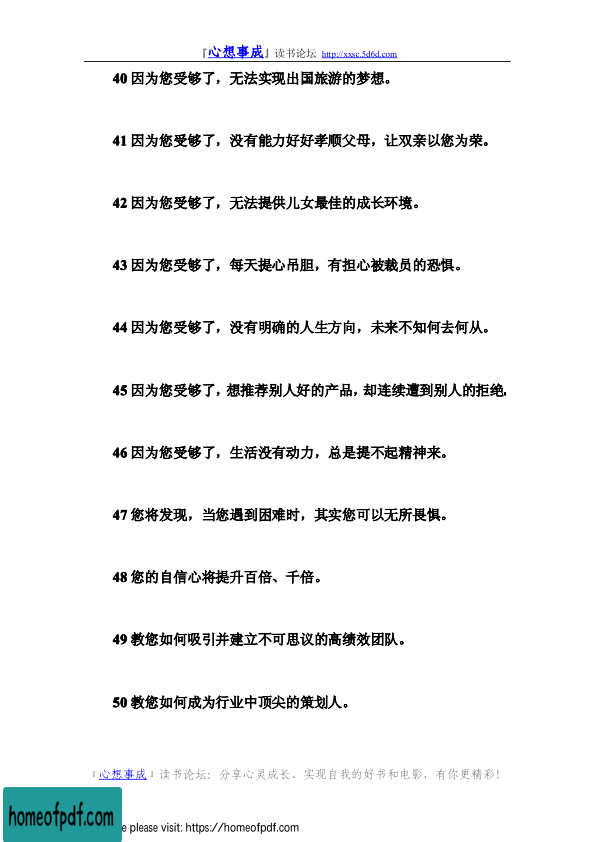 『心想事成』读书论坛 http://xxsc.5d6d.com
40 因为您受够了，无法实现出国旅游的梦想。
41 因为您受够了，没有能力好好孝顺父母，让双亲以您为荣。
42 因为您受够了，无法提供儿女最佳的成长环境。
43 因为您受够了，每天提心吊胆，有担心被裁员的恐惧。
44 因为您受够了，没有明确的人生方向，未来不知何去何从。
45 因为您受够了，想推荐别人好的产品，却连续遭到别人的拒绝.
46 因为您受够了，生活没有动力，总是提不起精神来。
47 您将发现，当您遇到困难时，其实您可以无所畏惧。
48 您的自信心将提升百倍、千倍。
49 教您如何吸引并建立不可思议的高绩效团队。
50 教您如何成为行业中顶尖的策划人。
『心想事成』读书论坛：分享心灵成长、实现自我的好书和电影，有你更精彩！
homeofpdf.com
e please visit: https://homeofpdf.com